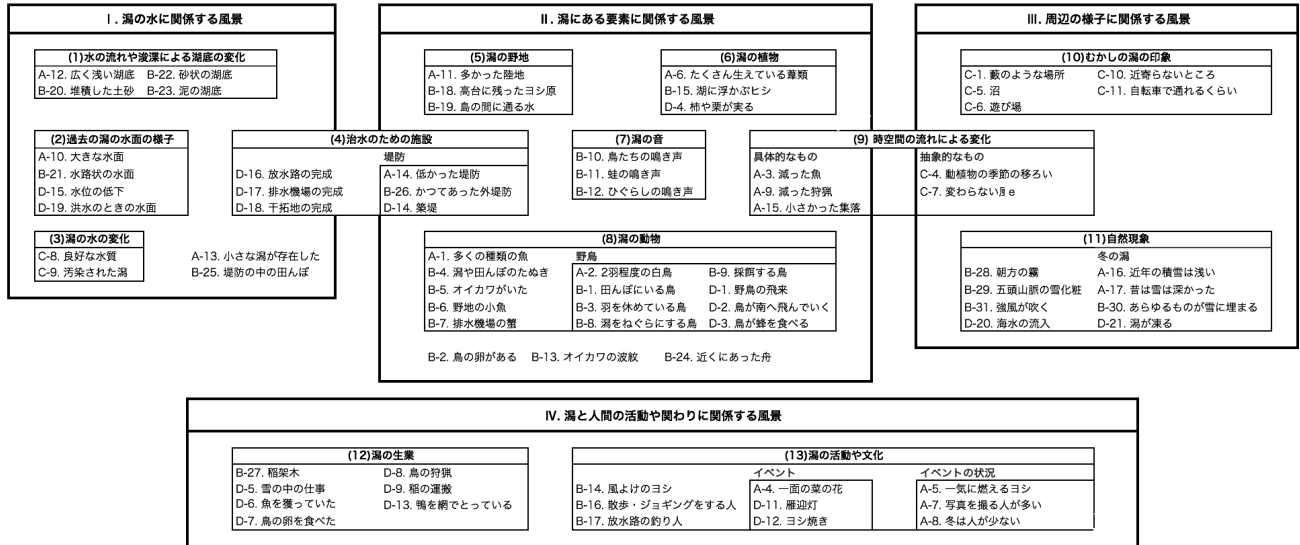 Ⅰ. 潟の水に関係する風景
(1)水の流れや浚渫による湖底の変化
A-12. 広く浅い湖底 B-22. 砂状の湖底
B-20. 堆積した土砂 B-23. 泥の湖底
(2)過去の潟の水面の様子
A-10. 大きな水面
B-21. 水路状の水面
D-15. 水位の低下
D-19. 洪水のときの水面
(3)潟の水の変化
C-8. 良好な水質
C-9. 汚染された潟
A-13. 小さな潟が存在した
B-25. 堤防の中の田んぼ
(4)治水のための施設
堤防
D-16. 放水路の完成 A-14. 低かった堤防
D-17. 排水機場の完成 B-26. かつてあった外堤防
D-18. 干拓地の完成 D-14. 築堤
Ⅱ. 潟にある要素に関係する風景
(5)潟の野地
A-11. 多かった陸地
B-18. 高台に残ったヨシ原
B-19. 島の間に通る水
(6)潟の植物
A-6. たくさん生えている葦類
B-15. 湖に浮かぶヒシ
D-4. 柿や栗が実る
(7)潟の音
B-10. 鳥たちの鳴き声
B-11. 蛙の鳴き声
B-12. ひぐらしの鳴き声
(8)潟の動物
A-1. 多くの種類の魚 野鳥
B-4. 潟や田んぼのたぬき A-2. 2羽程度の白鳥 B-9. 採餌する鳥
B-5. オイカワがいた B-1. 田んぼにいる鳥 D-1. 野鳥の飛来
B-6. 野地の小魚 B-3. 羽を休めている鳥 D-2. 鳥が南へ飛んでいく
B-7. 排水機場の蟹 B-8. 潟をねぐらにする鳥 D-3. 鳥が蜂を食べる
B-2. 鳥の卵がある B-13. オイカワの波紋 B-24. 近くにあった舟
(9) 時空間の流れによる変化
具体的なもの 抽象的なもの
A-3. 減った魚 C-4. 動植物の季節の移ろい
A-9. 減った狩猟 C-7. 変わらない
A-15. 小さかった集落
Ⅲ. 周辺の様子に関係する風景
(10)むかしの潟の印象
C-1. 藪のような場所 C-10. 近寄らないところ
C-5. 沼 C-11. 自転車で通れるくらい
C-6. 遊び場
(11)自然現象
冬の潟
B-28. 朝方の霧 A-16. 近年の積雪は浅い
B-29. 五頭山脈の雪化粧 A-17. 昔は雪は深かった
B-31. 強風が吹く B-30. あらゆるものが雪に埋まる
D-20. 海水の流入 D-21. 潟が凍る
Ⅳ. 潟と人間の活動や関わりに関係する風景
(12)潟の生業
B-27. 稲架木 D-8. 鳥の狩猟
D-5. 雪の中の仕事 D-9. 稲の運搬
D-6. 魚を獲っていた D-13. 鴨を網でとっている
D-7. 鳥の卵を食べた
(13)潟の活動や文化
イベント イベントの状況
B-14. 風よけのヨシ A-4. 一面の菜の花 A-5. 一気に燃えるヨシ
B-16. 散歩・ジョギングをする人 D-11. 雁迎灯 A-7. 写真を撮る人が多い
B-17. 放水路の釣り人 D-12. ヨシ焼き A-8. 冬は人が少ない